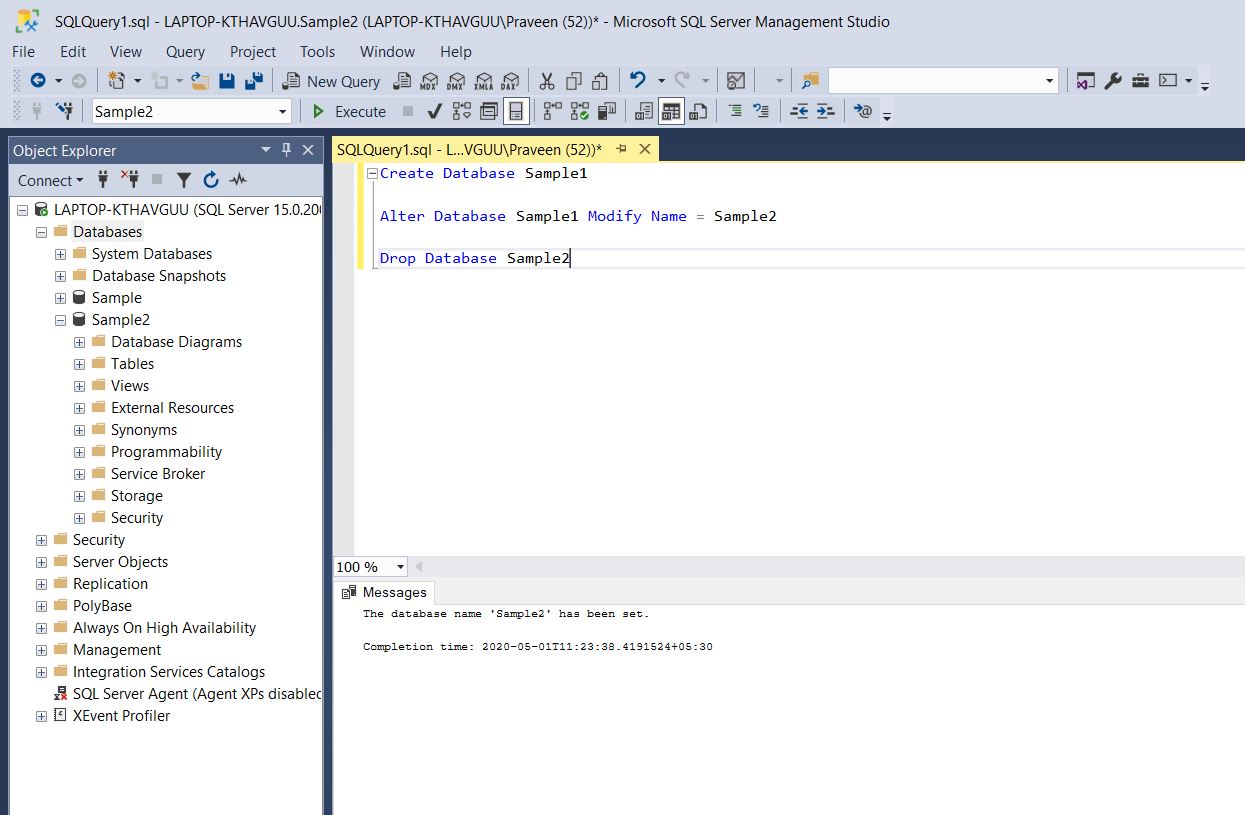 SQLQuery1.sql - LAPTOP-KTHAVGUU.Sample2 (LAPTOP-KTHAVGUU\Praveen (52))* - Microsoft SQL Server Management Studio
File Edit View Query Project Tools Window Help
New Query MDX DMX XMLA DAX
Sample2 Execute
Object Explorer
Connect
LAPTOP-KTHAVGUU (SQL Server 15.0.200
Databases
System Databases
Database Snapshots
Sample
Sample2
Database Diagrams
Tables
Views
External Resources
Synonyms
Programmability
Service Broker
Storage
Security
Security
Server Objects
Replication
PolyBase
Always On High Availability
Management
Integration Services Catalogs
SQL Server Agent (Agent XPs disabled
XEvent Profiler
SQLQuery1.sql - L...VGUU\Praveen (52))*
Create Database Sample1
Alter Database Sample1 Modify Name = Sample2
Drop Database Sample2
100 %
Messages
The database name 'Sample2' has been set.
Completion time: 2020-05-01T11:23:38.4191524+05:30